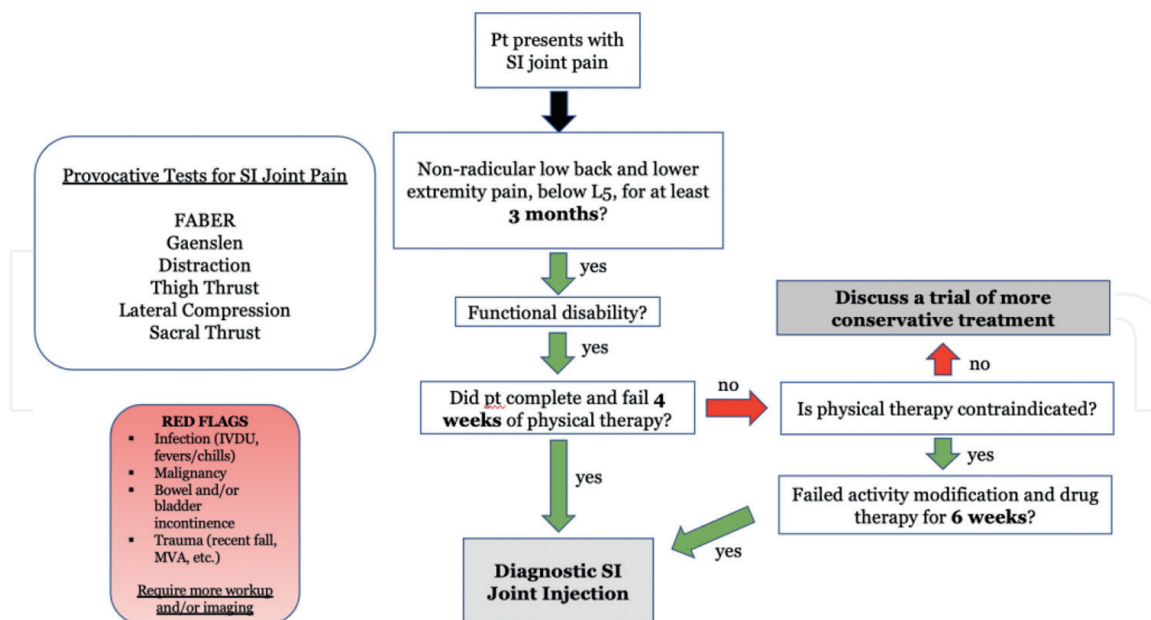 Pt presents with
SI joint pain
Non-radicular low back and lower
extremity pain, below L5, for at least
3 months?
yes
Functional disability?
yes
Did pt complete and fail 4
weeks of physical therapy?
no
Is physical therapy contraindicated?
no
Discuss a trial of more
conservative treatment
yes
Failed activity modification and drug
therapy for 6 weeks?
yes
yes
Diagnostic SI
Joint Injection
Provocative Tests for SI Joint Pain
FABER
Gaenslen
Distraction
Thigh Thrust
Lateral Compression
Sacral Thrust
RED FLAGS
▪ Infection (IVDU,
fevers/chills)
▪ Malignancy
▪ Bowel and/or
bladder
incontinence
▪ Trauma (recent fall,
MVA, etc.)
Require more workup
and/or imaging